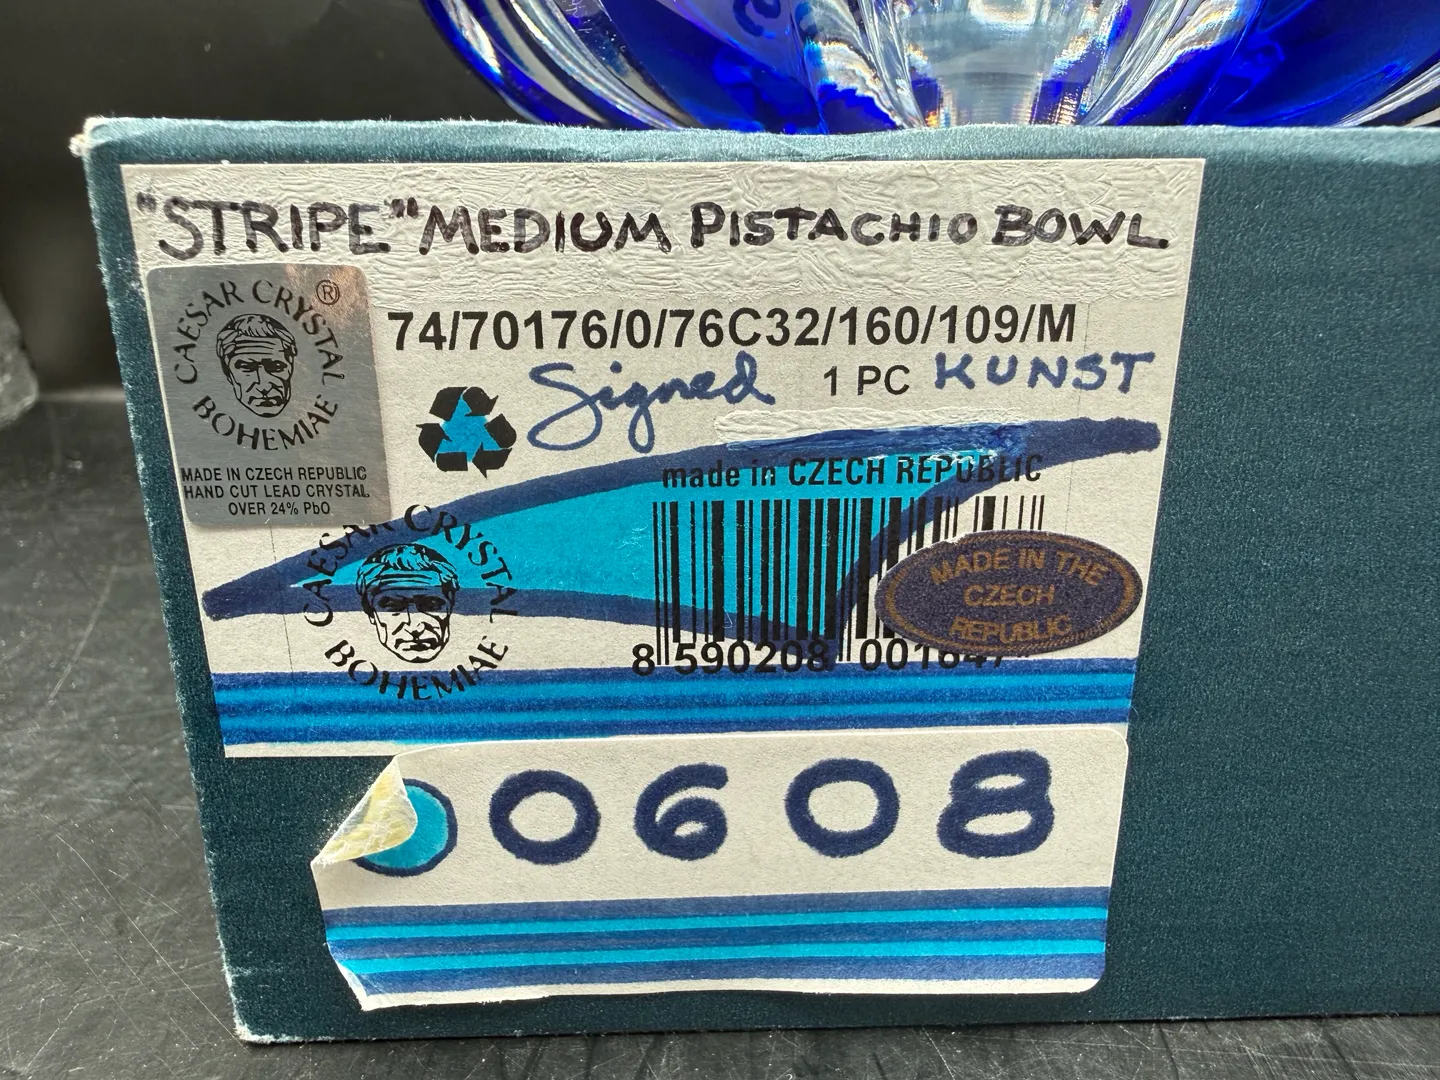 "STRIPE" "MEDIUM PISTACHIO BOWL
CAESAR CRYSTAL ®
BOHEMIAE
MADE IN CZECH REPUBLIC
HAND CUT LEAD CRYSTAL
OVER 24% PbO
74/70176/0/76C32/160/109/M
Signed 1 PC KUNST
made in CZECH REPUBLIC
CAESAR CRYSTAL
BOHEMIAE
MADE IN THE
CZECH
REPUBLIC
8 590208
0608